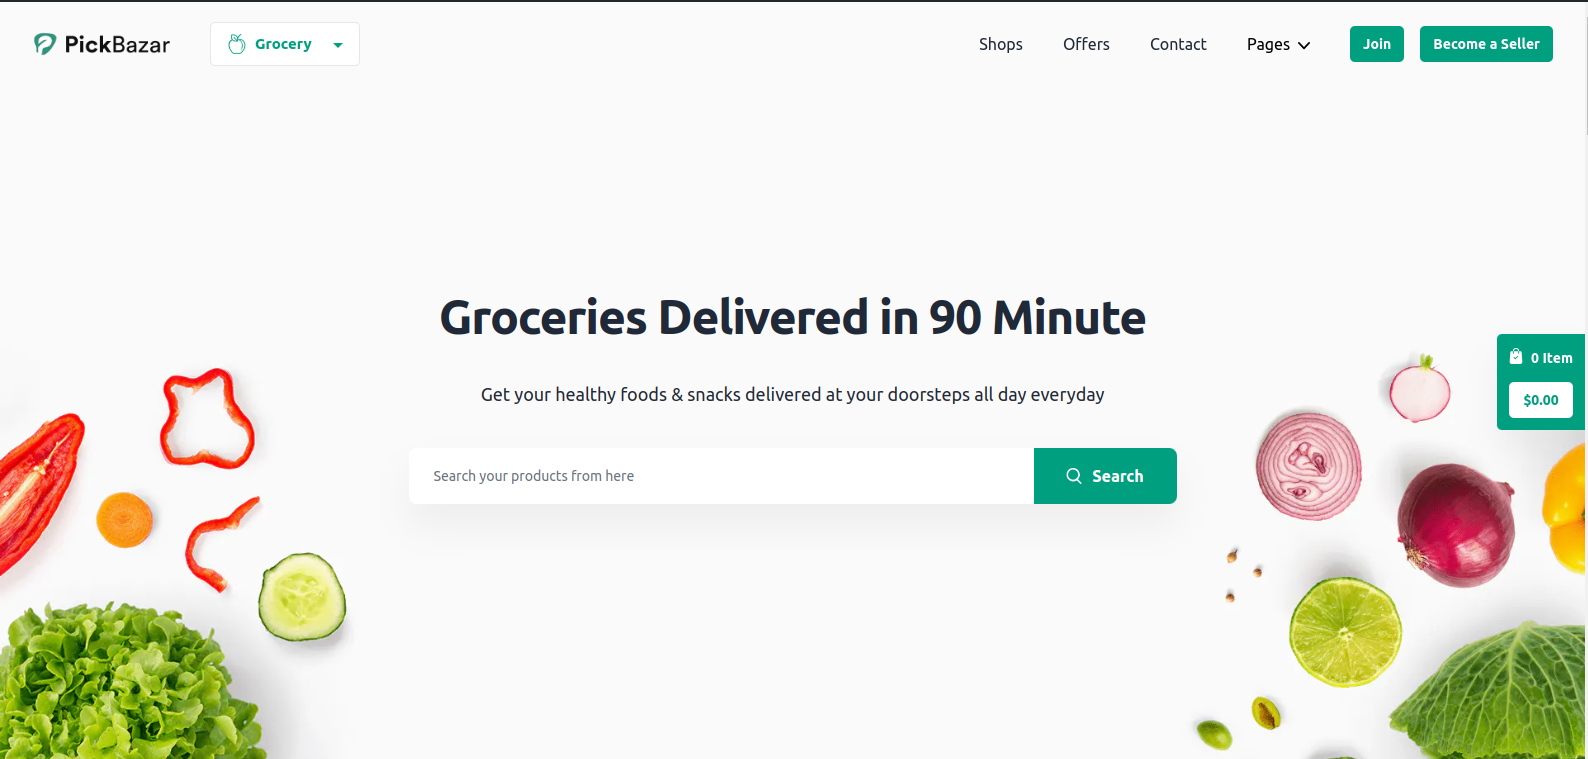 PickBazar
Grocery
Shops
Offers
Contact
Pages
Join
Become a Seller
Groceries Delivered in 90 Minute
Get your healthy foods & snacks delivered at your doorsteps all day everyday
Search your products from here
Search
0 Item
$0.00